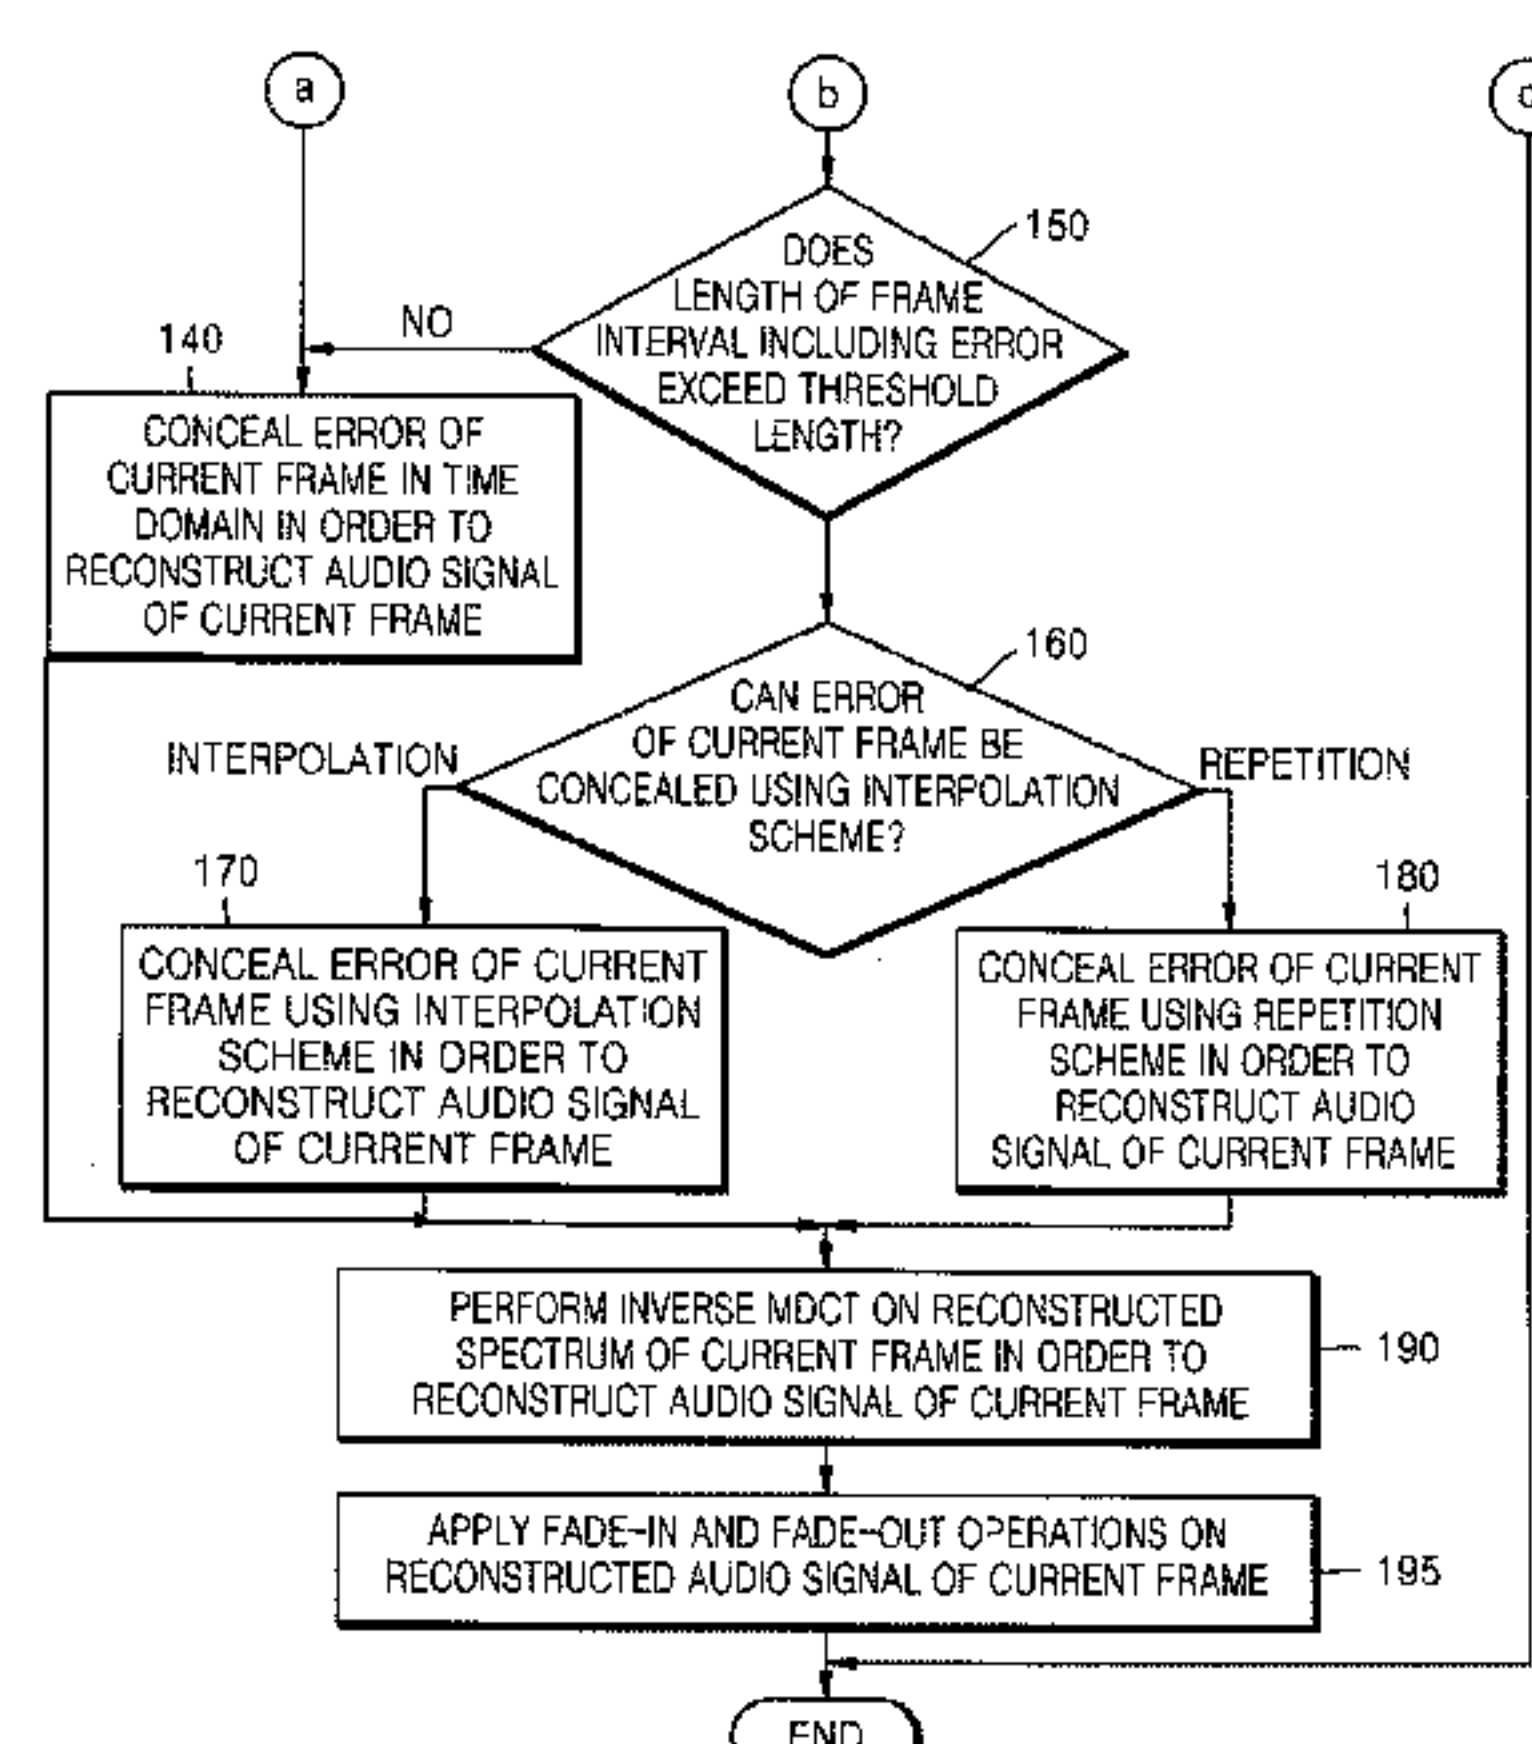 a
b
150
DOES
LENGTH OF FRAME
INTERVAL INCLUDING ERROR
EXCEED THRESHOLD
LENGTH?
NO
140
CONCEAL ERROR OF
CURRENT FRAME IN TIME
DOMAIN IN ORDER TO
RECONSTRUCT AUDIO SIGNAL
OF CURRENT FRAME
160
CAN ERROR
OF CURRENT FRAME BE
CONCEALED USING INTERPOLATION
SCHEME?
INTERPOLATION
REPETITION
170
CONCEAL ERROR OF CURRENT
FRAME USING INTERPOLATION
SCHEME IN ORDER TO
RECONSTRUCT AUDIO SIGNAL
OF CURRENT FRAME
180
CONCEAL ERROR OF CURRENT
FRAME USING REPETITION
SCHEME IN ORDER TO
RECONSTRUCT AUDIO
SIGNAL OF CURRENT FRAME
PERFORM INVERSE MDCT ON RECONSTRUCTED
SPECTRUM OF CURRENT FRAME IN ORDER TO
RECONSTRUCT AUDIO SIGNAL OF CURRENT FRAME
190
APPLY FADE-IN AND FADE-OUT OPERATIONS ON
RECONSTRUCTED AUDIO SIGNAL OF CURRENT FRAME
195
END